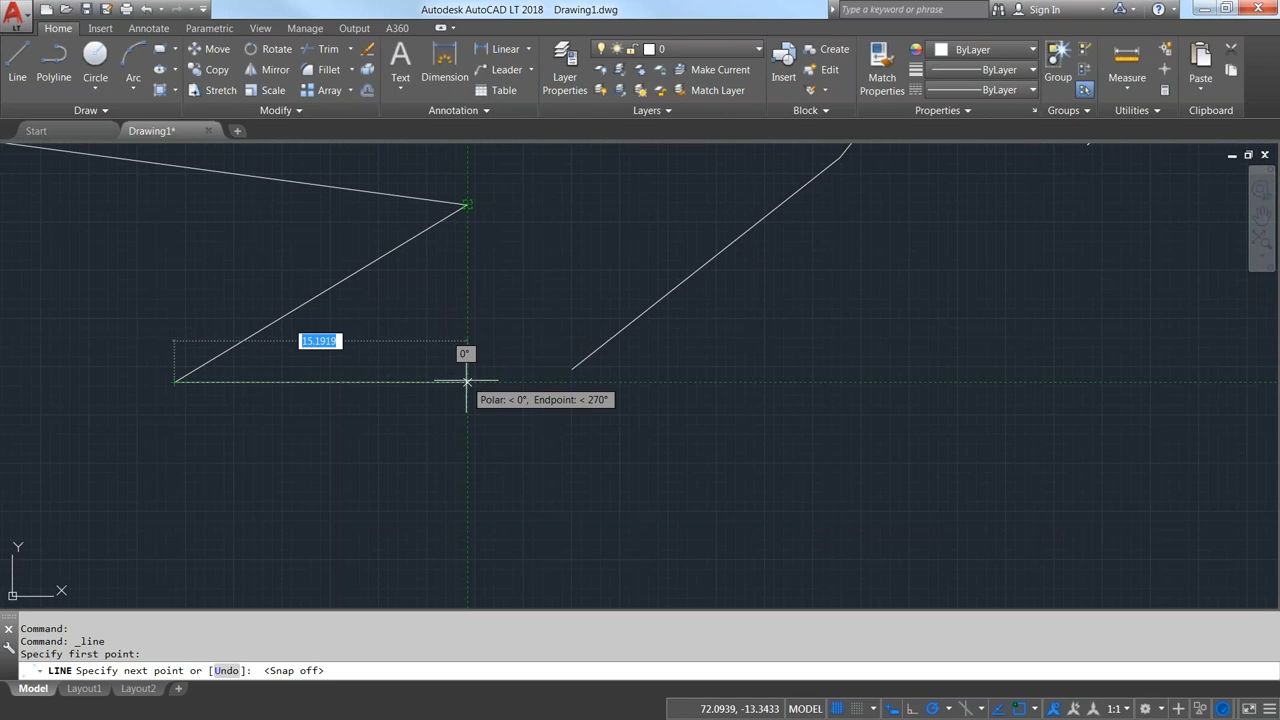 Autodesk AutoCAD LT 2018 Drawing1.dwg
Type a keyword or phrase
Sign In
LT
Home Insert Annotate Parametric View Manage Output A360
Line Polyline Circle Arc
Move Rotate Trim
Copy Mirror Fillet
Stretch Scale Array
Text Dimension
Linear
Leader
Table
Layer Properties
0
Make Current
Match Layer
Insert
Create
Edit
Match Properties
ByLayer
ByLayer
ByLayer
Group
Measure
Paste
Draw Modify Annotation Layers Block Properties Groups Utilities Clipboard
Start Drawing1*
15.1919
0°
Polar: < 0°, Endpoint: < 270°
Y
X
Command:
Command: _line
Specify first point:
LINE Specify next point or [Undo]: <Snap off>
Model Layout1 Layout2
72.0939, -13.3433 MODEL 1:1